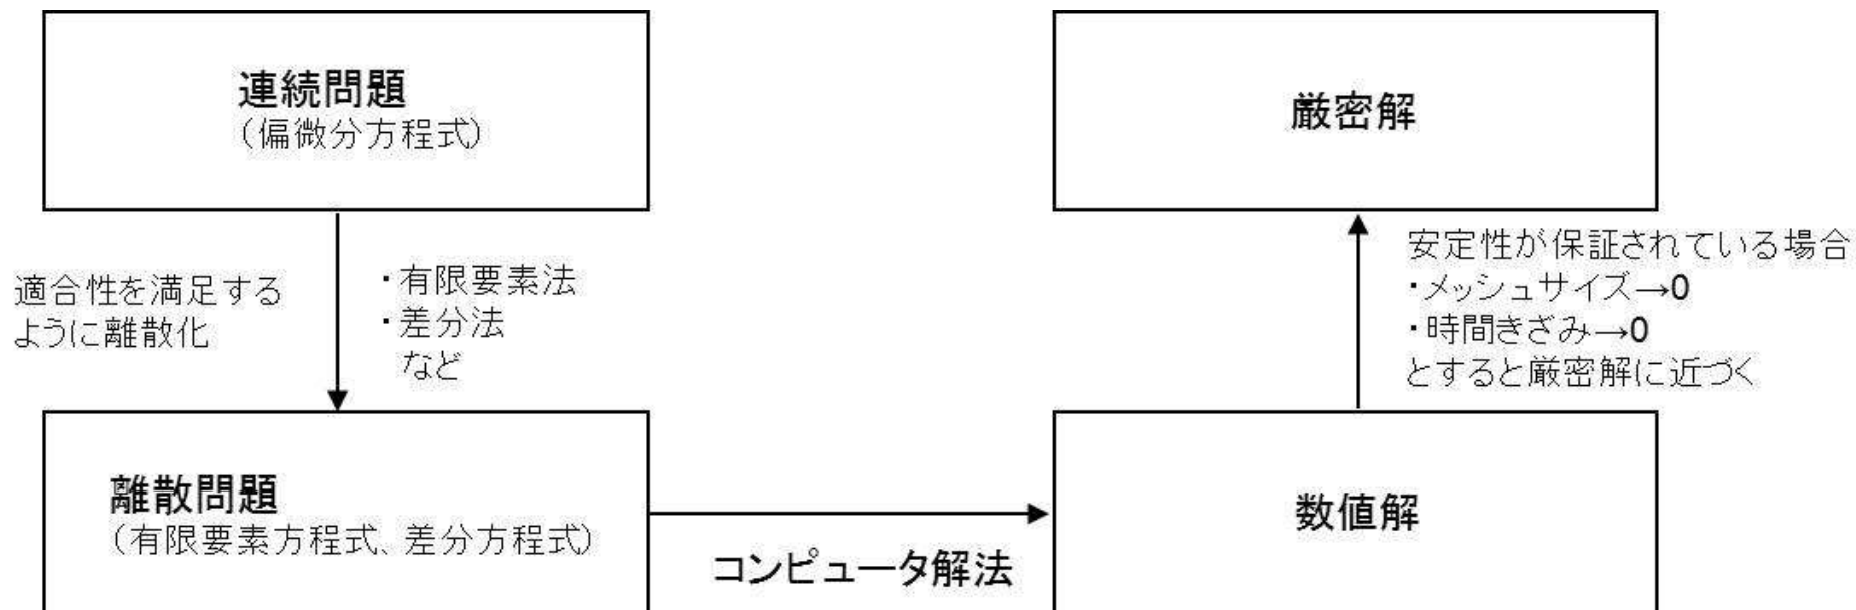 連続問題
（偏微分方程式）
厳密解
適合性を満足する
ように離散化
・有限要素法
・差分法
など
安定性が保証されている場合
・メッシュサイズ→0
・時間きざみ→0
とすると厳密解に近づく
離散問題
（有限要素方程式、差分方程式）
コンピュータ解法
数値解